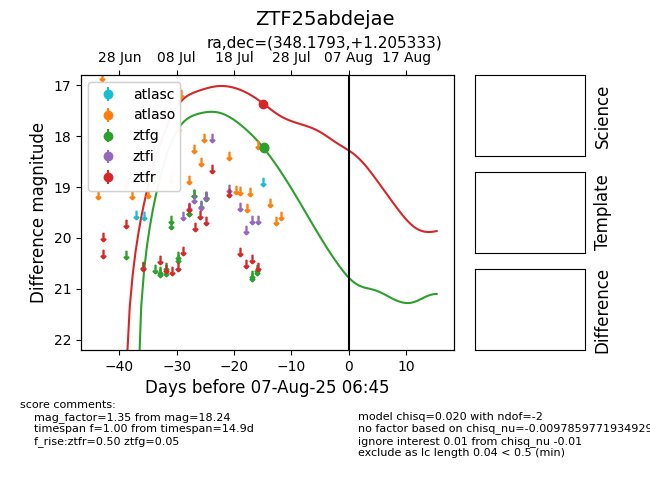 ZTF25abdejae
ra,dec=(348.1793,+1.205333)
28 Jun 08 Jul 18 Jul 28 Jul 07 Aug 17 Aug
17
18
19
20
21
22
Difference magnitude
atlasc
atlaso
ztfg
ztfi
ztfr
−40 −30 −20 −10 0 10
Days before 07-Aug-25 06:45
Science
Template
Difference
score comments:
mag_factor=1.35 from mag=18.24
timespan f=1.00 from timespan=14.9d
f_rise:ztfr=0.50 ztfg=0.05
model chisq=0.020 with ndof=-2
no factor based on chisq_nu=-0.0097859771934929
ignore interest 0.01 from chisq_nu -0.01
exclude as lc length 0.04 < 0.5 (min)